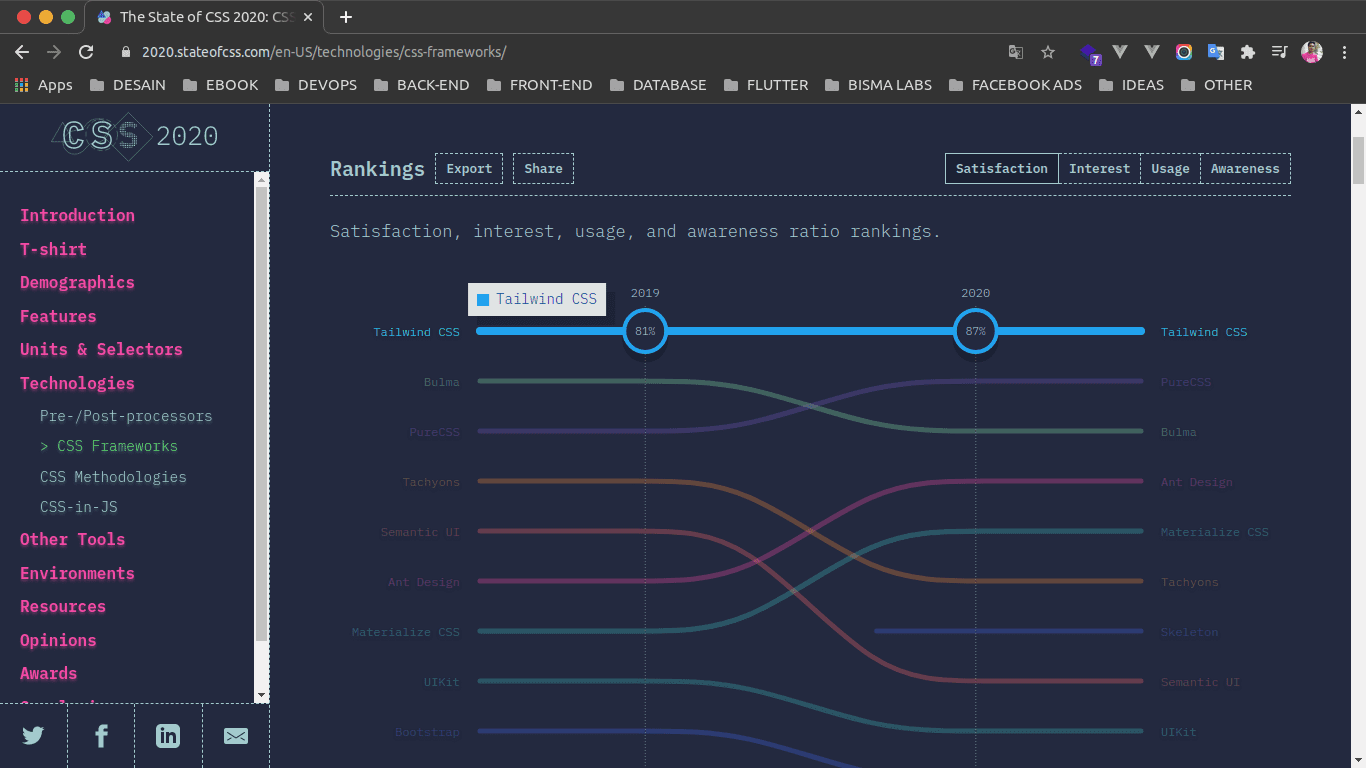 The State of CSS 2020: CSS
2020.stateofcss.com/en-US/technologies/css-frameworks/
7
Apps DESAIN EBOOK DEVOPS BACK-END FRONT-END DATABASE FLUTTER BISMA LABS FACEBOOK ADS IDEAS OTHER
CSS 2020
Introduction
T-shirt
Demographics
Features
Units & Selectors
Technologies
Pre-/Post-processors
> CSS Frameworks
CSS Methodologies
CSS-in-JS
Other Tools
Environments
Resources
Opinions
Awards
Rankings Export Share Satisfaction Interest Usage Awareness
Satisfaction, interest, usage, and awareness ratio rankings.
Tailwind CSS
2019 2020
Tailwind CSS 81% 87% Tailwind CSS
Bulma PureCSS
PureCSS Bulma
Tachyons Ant Design
Semantic UI Materialize CSS
Ant Design Tachyons
Materialize CSS Skeleton
UIKit Semantic UI
Bootstrap UIKit